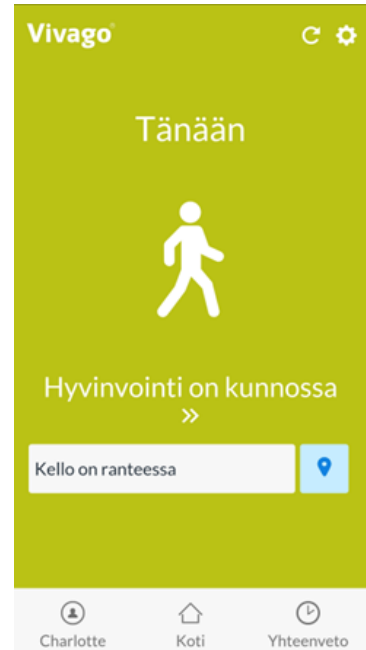 Vivago®
Tänään
Hyvinvointi on kunnossa
»
Kello on ranteessa
Charlotte
Koti
Yhteenveto